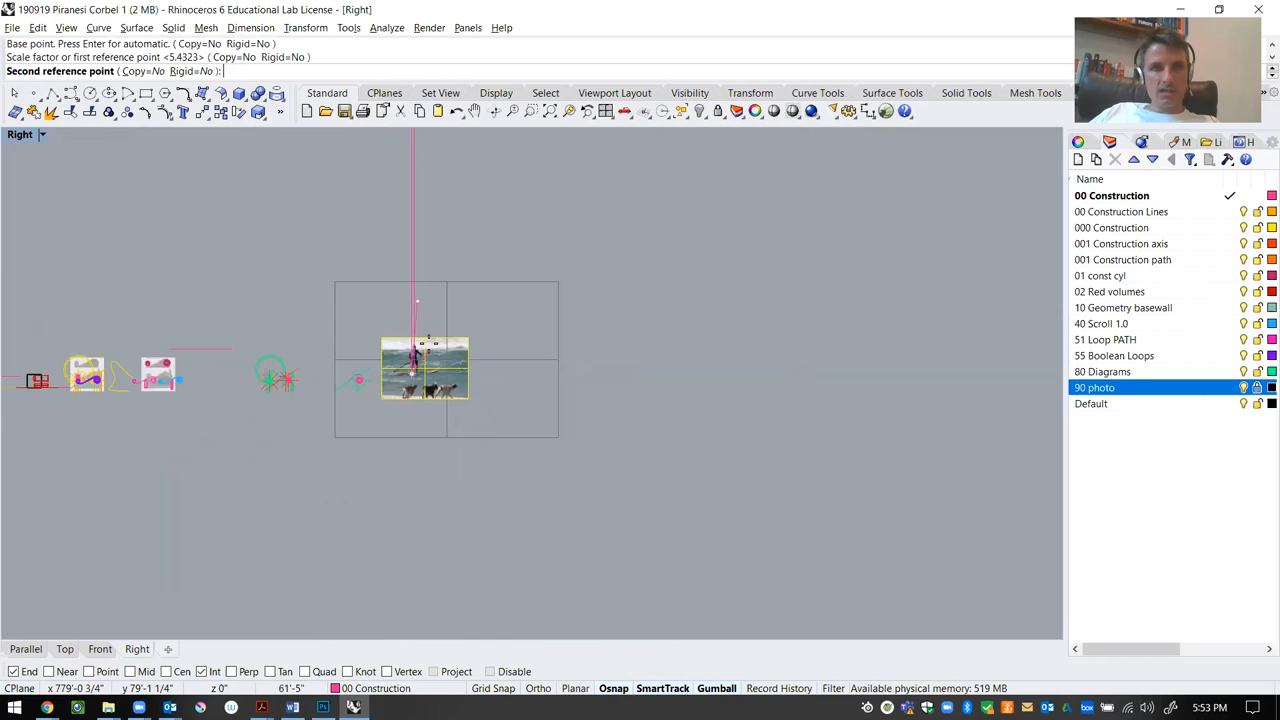 190919 Piranesi Corbel 1 (2 MB) - Rhinoceros 6 Educational Lab License - [Right]
File Edit View Curve Surface Solid Mesh Dimension Transform Tools Analyze Render Panels Help
Base point. Press Enter for automatic. ( Copy=No Rigid=No )
Scale factor or first reference point <5.4323> ( Copy=No Rigid=No )
Second reference point ( Copy=No Rigid=No ):
Standard CPlanes Set View Display Select Viewport Layout Visibility Transform Curve Tools Surface Tools Solid Tools Mesh Tools
Right
M Li H
Name
00 Construction
00 Construction Lines
000 Construction
001 Construction axis
001 Construction path
01 const cyl
02 Red volumes
10 Geometry basewall
40 Scroll 1.0
51 Loop PATH
55 Boolean Loops
80 Diagrams
90 photo
Default
Parallel Top Front Right
End Near Point Mid Cen Int Perp Tan Quad Knot Vertex Project Disable
CPlane x 779'-0 3/4" y 79'-1 1/4" z 0" 61'-5" 00 Construction Grid Snap Ortho Planar Osnap SmartTrack Gumball Record History Filter Available physical memory: 519 MB
5:53 PM